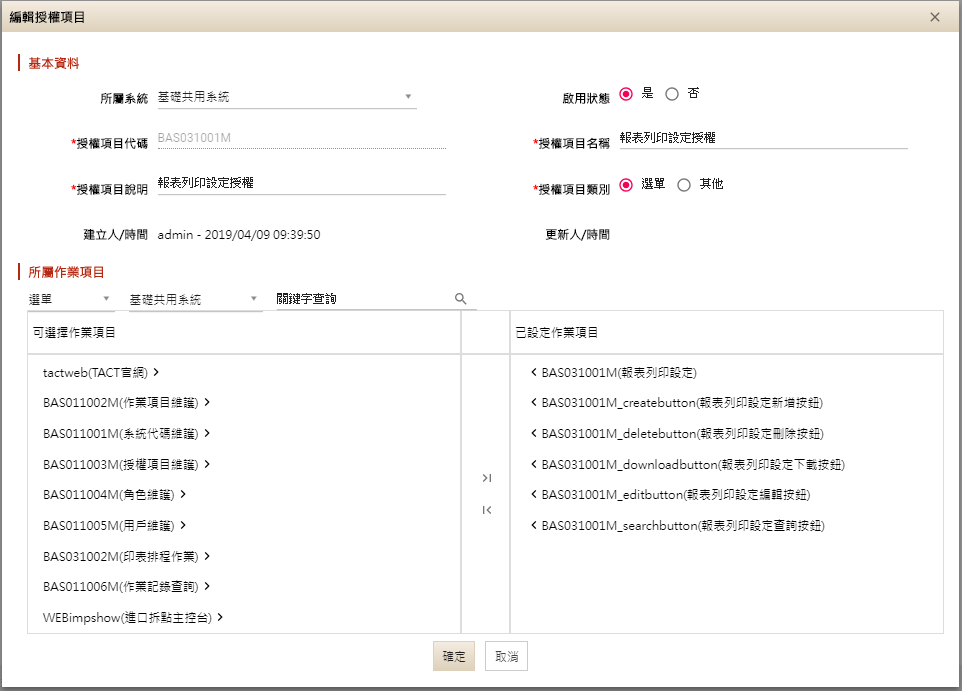 編輯授權項目
基本資料
所屬系統 基礎共用系統 啟用狀態 是 否
*授權項目代碼 BAS031001M *授權項目名稱 報表列印設定授權
*授權項目說明 報表列印設定授權 *授權項目類別 選單 其他
建立人/時間 admin - 2019/04/09 09:39:50 更新人/時間
所屬作業項目
選單 基礎共用系統 關鍵字查詢
可選擇作業項目 已設定作業項目
tactweb(TACT官網) > < BAS031001M(報表列印設定)
BAS011002M(作業項目維護) > < BAS031001M_createbutton(報表列印設定新增按鈕)
BAS011001M(系統代碼維護) > < BAS031001M_deletebutton(報表列印設定刪除按鈕)
BAS011003M(授權項目維護) > < BAS031001M_downloadbutton(報表列印設定下載按鈕)
BAS011004M(角色維護) > < BAS031001M_editbutton(報表列印設定編輯按鈕)
BAS011005M(用戶維護) > < BAS031001M_searchbutton(報表列印設定查詢按鈕)
BAS031002M(印表排程作業) >
BAS011006M(作業記錄查詢) >
WEBimpshow(進口拆點主控台) >
確定 取消